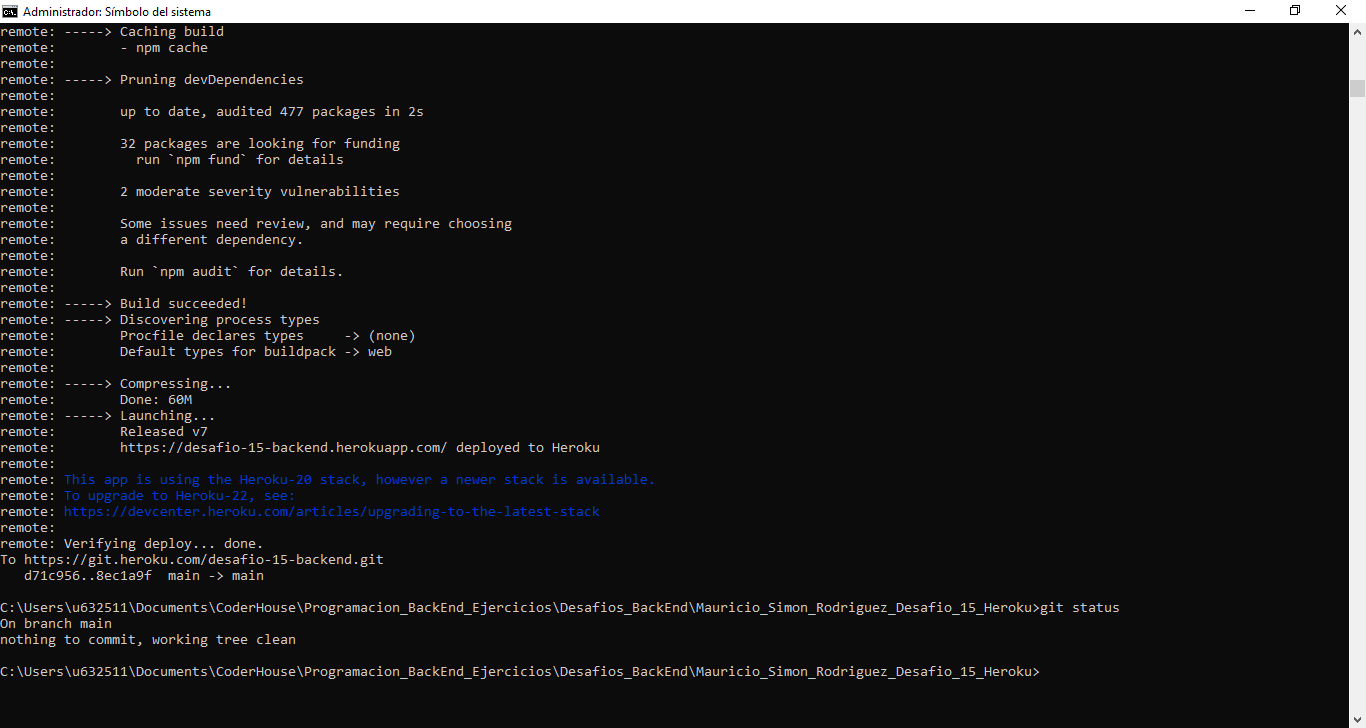 Administrador: Símbolo del sistema
remote: -----> Caching build
remote:        - npm cache
remote:
remote: -----> Pruning devDependencies
remote:
remote:        up to date, audited 477 packages in 2s
remote:
remote:        32 packages are looking for funding
remote:          run `npm fund` for details
remote:
remote:        2 moderate severity vulnerabilities
remote:
remote:        Some issues need review, and may require choosing
remote:        a different dependency.
remote:
remote:        Run `npm audit` for details.
remote:
remote: -----> Build succeeded!
remote: -----> Discovering process types
remote:        Procfile declares types     -> (none)
remote:        Default types for buildpack -> web
remote:
remote: -----> Compressing...
remote:        Done: 60M
remote: -----> Launching...
remote:        Released v7
remote:        https://desafio-15-backend.herokuapp.com/ deployed to Heroku
remote:
remote: This app is using the Heroku-20 stack, however a newer stack is available.
remote: To upgrade to Heroku-22, see:
remote: https://devcenter.heroku.com/articles/upgrading-to-the-latest-stack
remote:
remote: Verifying deploy... done.
To https://git.heroku.com/desafio-15-backend.git
   d71c956..8ec1a9f  main -> main

C:\Users\u632511\Documents\CoderHouse\Programacion_BackEnd_Ejercicios\Desafios_BackEnd\Mauricio_Simon_Rodriguez_Desafio_15_Heroku>git status
On branch main
nothing to commit, working tree clean

C:\Users\u632511\Documents\CoderHouse\Programacion_BackEnd_Ejercicios\Desafios_BackEnd\Mauricio_Simon_Rodriguez_Desafio_15_Heroku>